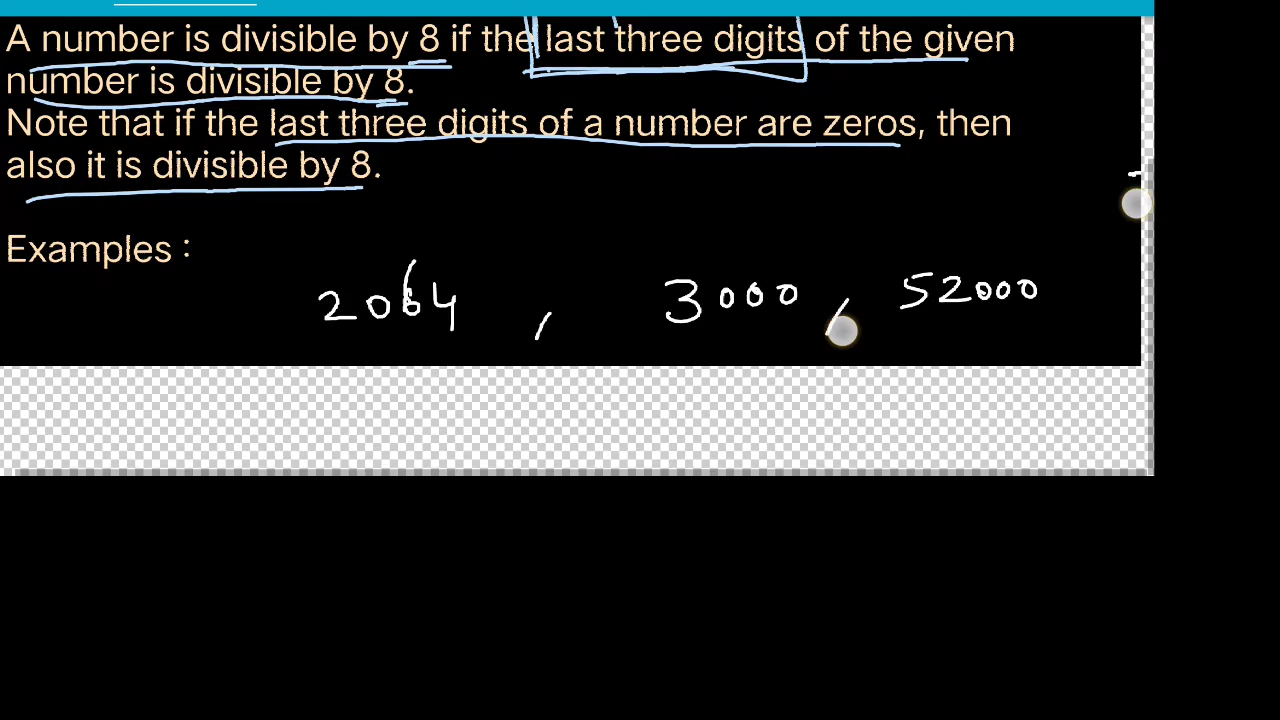 A number is divisible by 8 if the last three digits of the given
number is divisible by 8.
Note that if the last three digits of a number are zeros, then
also it is divisible by 8.
Examples :
2064 , 3000 , 52000